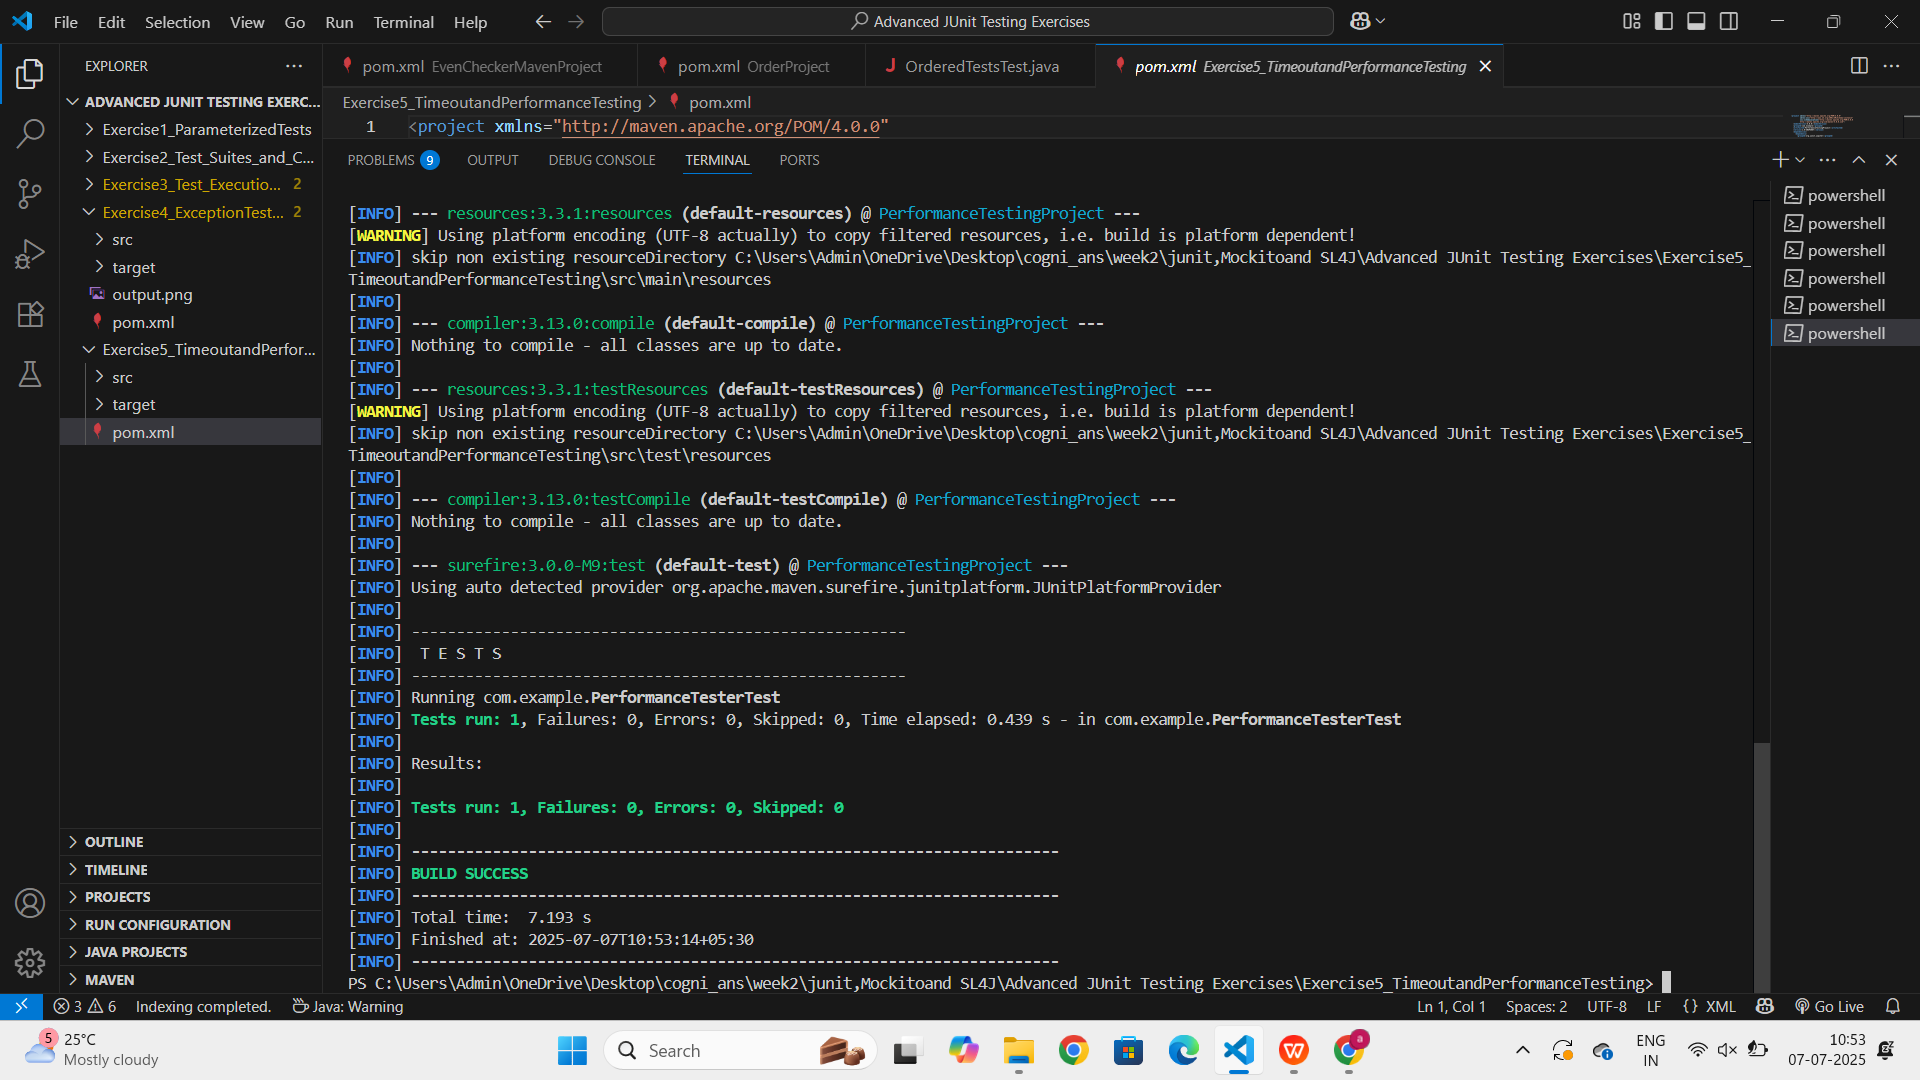 File Edit Selection View Go Run Terminal Help
Advanced JUnit Testing Exercises
EXPLORER
pom.xml EvenCheckerMavenProject
pom.xml OrderProject
OrderedTestsTest.java
pom.xml Exercise5_TimeoutandPerformanceTesting
ADVANCED JUNIT TESTING EXERC...
Exercise1_ParameterizedTests
Exercise2_Test_Suites_and_C...
Exercise3_Test_Executio... 2
Exercise4_ExceptionTest... 2
src
target
output.png
pom.xml
Exercise5_TimeoutandPerfor...
src
target
pom.xml
OUTLINE
TIMELINE
PROJECTS
RUN CONFIGURATION
JAVA PROJECTS
MAVEN
Exercise5_TimeoutandPerformanceTesting > pom.xml
1 <project xmlns="http://maven.apache.org/POM/4.0.0"
PROBLEMS 9 OUTPUT DEBUG CONSOLE TERMINAL PORTS
[INFO] --- resources:3.3.1:resources (default-resources) @ PerformanceTestingProject ---
[WARNING] Using platform encoding (UTF-8 actually) to copy filtered resources, i.e. build is platform dependent!
[INFO] skip non existing resourceDirectory C:\Users\Admin\OneDrive\Desktop\cogni_ans\week2\junit,Mockitoand SL4J\Advanced JUnit Testing Exercises\Exercise5_
TimeoutandPerformanceTesting\src\main\resources
[INFO]
[INFO] --- compiler:3.13.0:compile (default-compile) @ PerformanceTestingProject ---
[INFO] Nothing to compile - all classes are up to date.
[INFO]
[INFO] --- resources:3.3.1:testResources (default-testResources) @ PerformanceTestingProject ---
[WARNING] Using platform encoding (UTF-8 actually) to copy filtered resources, i.e. build is platform dependent!
[INFO] skip non existing resourceDirectory C:\Users\Admin\OneDrive\Desktop\cogni_ans\week2\junit,Mockitoand SL4J\Advanced JUnit Testing Exercises\Exercise5_
TimeoutandPerformanceTesting\src\test\resources
[INFO]
[INFO] --- compiler:3.13.0:testCompile (default-testCompile) @ PerformanceTestingProject ---
[INFO] Nothing to compile - all classes are up to date.
[INFO]
[INFO] --- surefire:3.0.0-M9:test (default-test) @ PerformanceTestingProject ---
[INFO] Using auto detected provider org.apache.maven.surefire.junitplatform.JUnitPlatformProvider
[INFO]
[INFO] -------------------------------------------------------
[INFO]  T E S T S
[INFO] -------------------------------------------------------
[INFO] Running com.example.PerformanceTesterTest
[INFO] Tests run: 1, Failures: 0, Errors: 0, Skipped: 0, Time elapsed: 0.439 s - in com.example.PerformanceTesterTest
[INFO]
[INFO] Results:
[INFO]
[INFO] Tests run: 1, Failures: 0, Errors: 0, Skipped: 0
[INFO]
[INFO] ------------------------------------------------------------------------
[INFO] BUILD SUCCESS
[INFO] ------------------------------------------------------------------------
[INFO] Total time:  7.193 s
[INFO] Finished at: 2025-07-07T10:53:14+05:30
[INFO] ------------------------------------------------------------------------
PS C:\Users\Admin\OneDrive\Desktop\cogni_ans\week2\junit,Mockitoand SL4J\Advanced JUnit Testing Exercises\Exercise5_TimeoutandPerformanceTesting>
powershell
powershell
powershell
powershell
powershell
powershell
3 6 Indexing completed. Java: Warning
Ln 1, Col 1 Spaces: 2 UTF-8 LF {} XML Go Live
5
25°C
Mostly cloudy
Search
a
ENG
IN
10:53
07-07-2025